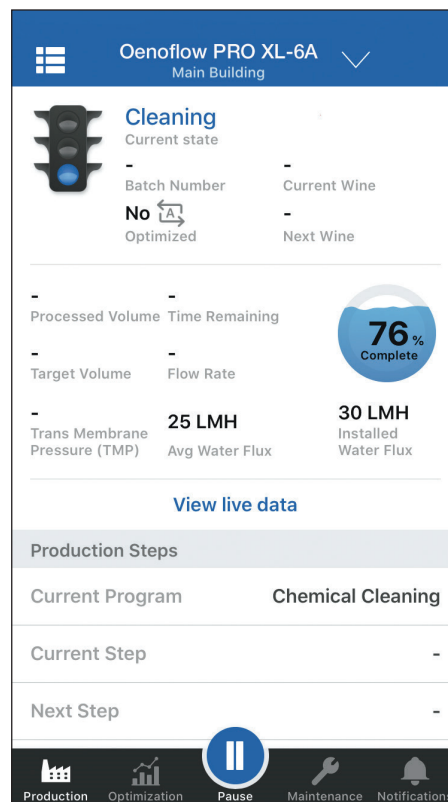 Oenoflow PRO XL-6A
Main Building
Cleaning
Current state
-
Batch Number
-
Current Wine
No A
Optimized
-
Next Wine
-
Processed Volume
-
Time Remaining
76%
Complete
-
Target Volume
-
Flow Rate
-
Trans Membrane
Pressure (TMP)
25 LMH
Avg Water Flux
30 LMH
Installed
Water Flux
View live data
Production Steps
Current Program Chemical Cleaning
Current Step -
Next Step -
Production Optimization Pause Maintenance Notifications